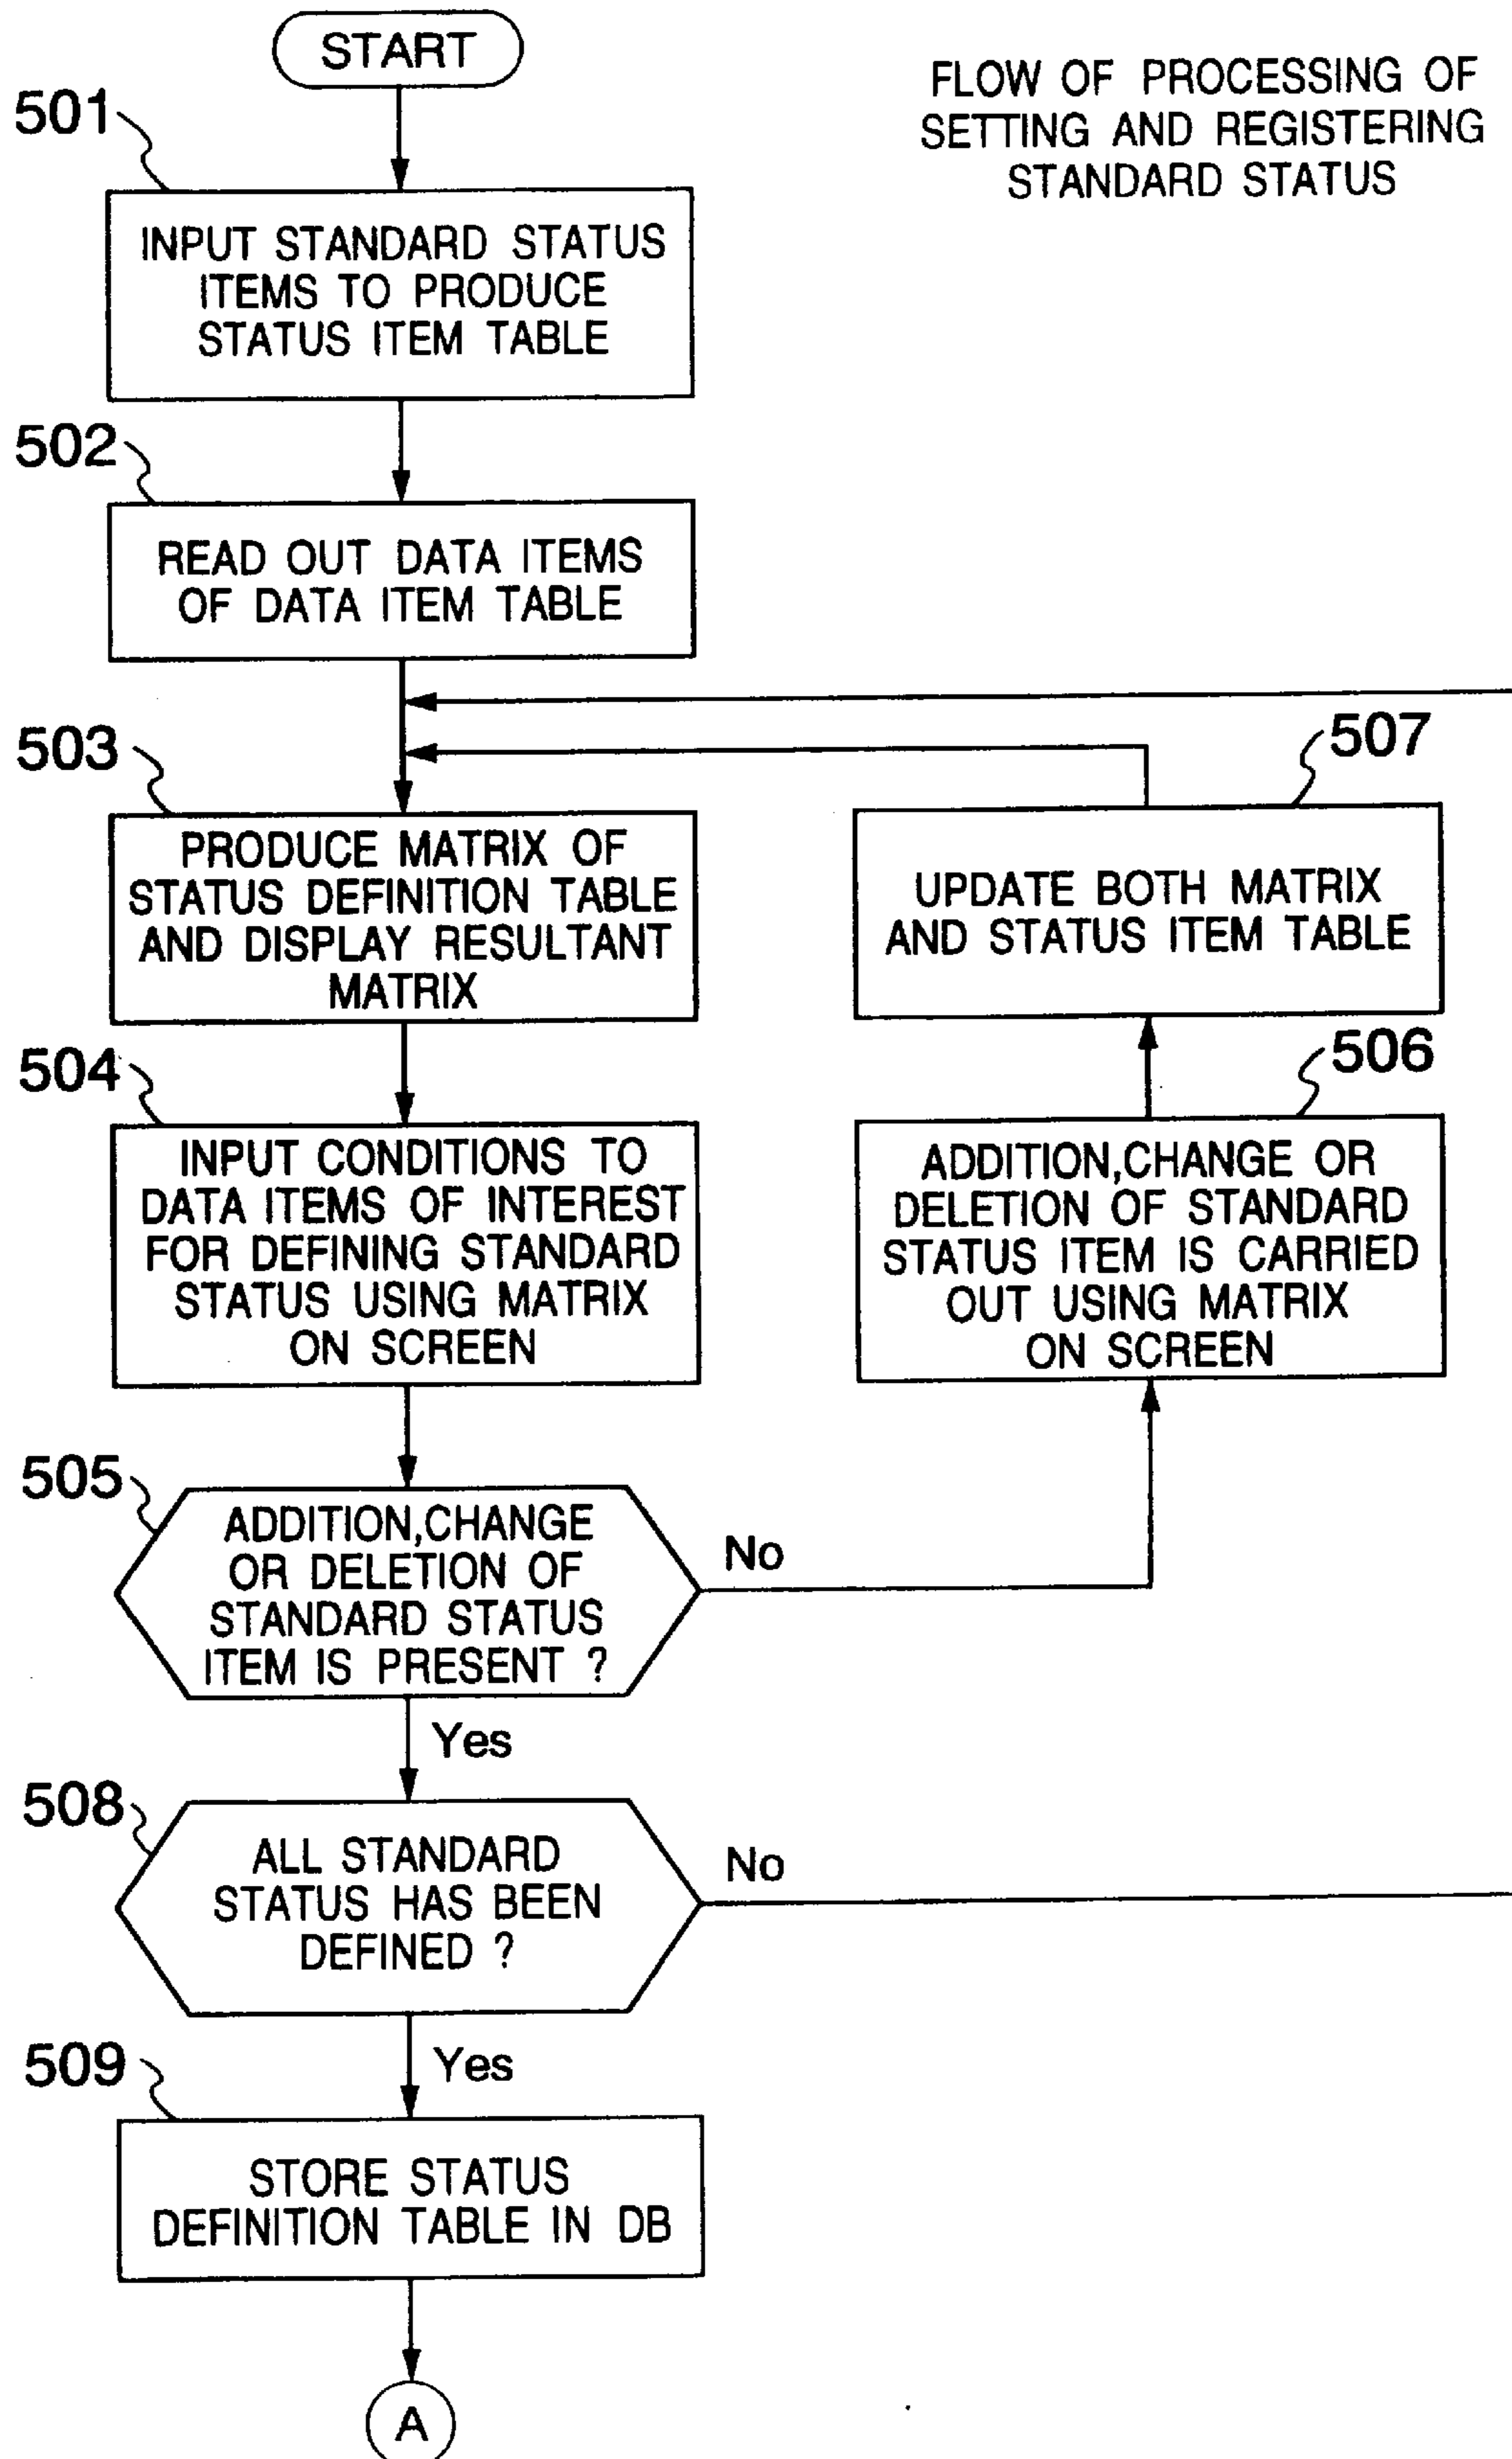 START
FLOW OF PROCESSING OF
SETTING AND REGISTERING
STANDARD STATUS
501
INPUT STANDARD STATUS
ITEMS TO PRODUCE
STATUS ITEM TABLE
502
READ OUT DATA ITEMS
OF DATA ITEM TABLE
503
PRODUCE MATRIX OF
STATUS DEFINITION TABLE
AND DISPLAY RESULTANT
MATRIX
507
UPDATE BOTH MATRIX
AND STATUS ITEM TABLE
504
INPUT CONDITIONS TO
DATA ITEMS OF INTEREST
FOR DEFINING STANDARD
STATUS USING MATRIX
ON SCREEN
506
ADDITION,CHANGE OR
DELETION OF STANDARD
STATUS ITEM IS CARRIED
OUT USING MATRIX
ON SCREEN
505
ADDITION,CHANGE
OR DELETION OF
STANDARD STATUS
ITEM IS PRESENT ?
No
Yes
508
ALL STANDARD
STATUS HAS BEEN
DEFINED ?
No
Yes
509
STORE STATUS
DEFINITION TABLE IN DB
A